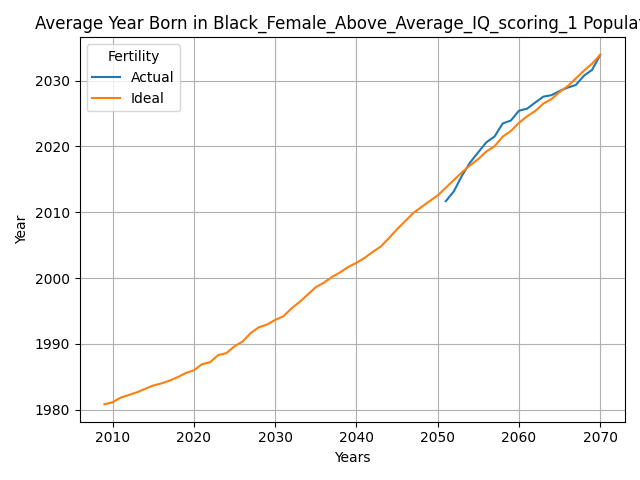 Average Year Born in Black_Female_Above_Average_IQ_scoring_1 Populat
Fertility
Actual
Ideal
2030
2020
2010
2000
1990
1980
Year
2010 2020 2030 2040 2050 2060 2070
Years